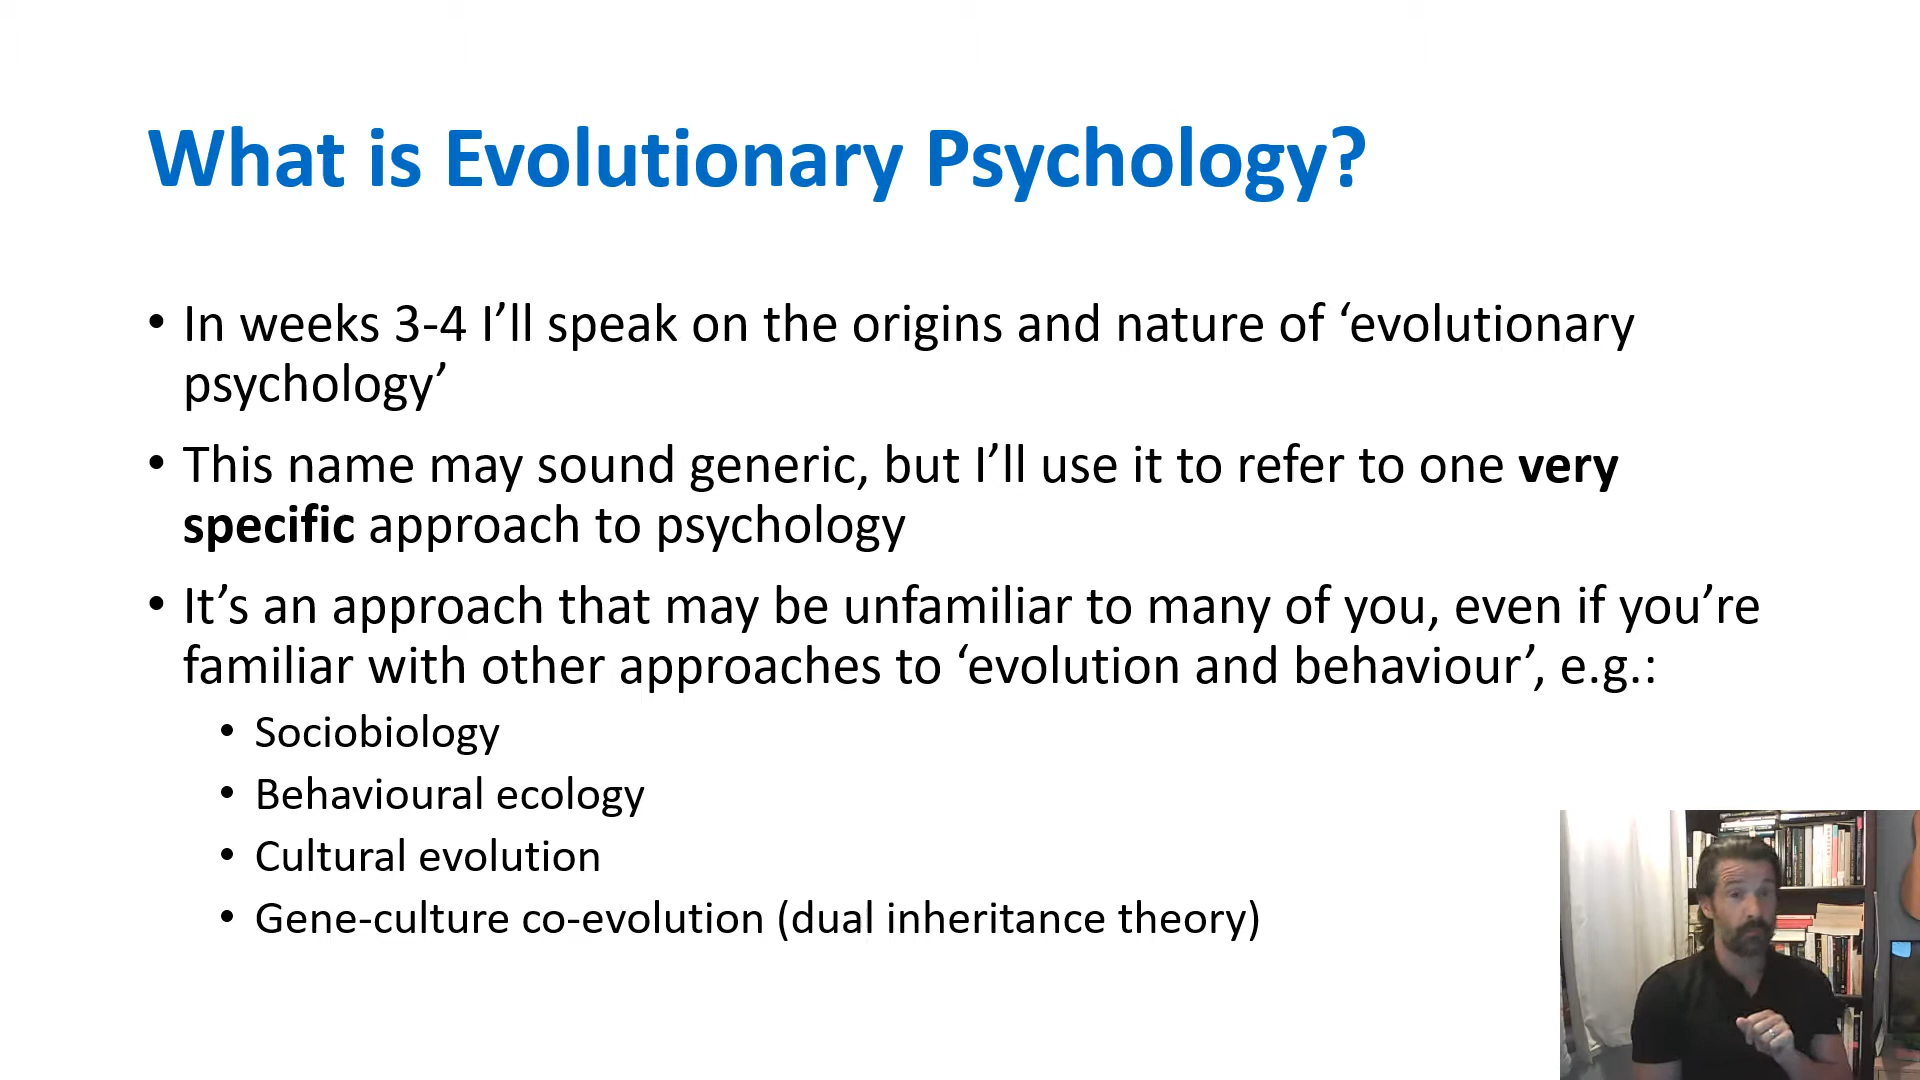 What is Evolutionary Psychology?
• In weeks 3-4 I’ll speak on the origins and nature of ‘evolutionary
psychology’
• This name may sound generic, but I’ll use it to refer to one very
specific approach to psychology
• It’s an approach that may be unfamiliar to many of you, even if you’re
familiar with other approaches to ‘evolution and behaviour’, e.g.:
• Sociobiology
• Behavioural ecology
• Cultural evolution
• Gene-culture co-evolution (dual inheritance theory)